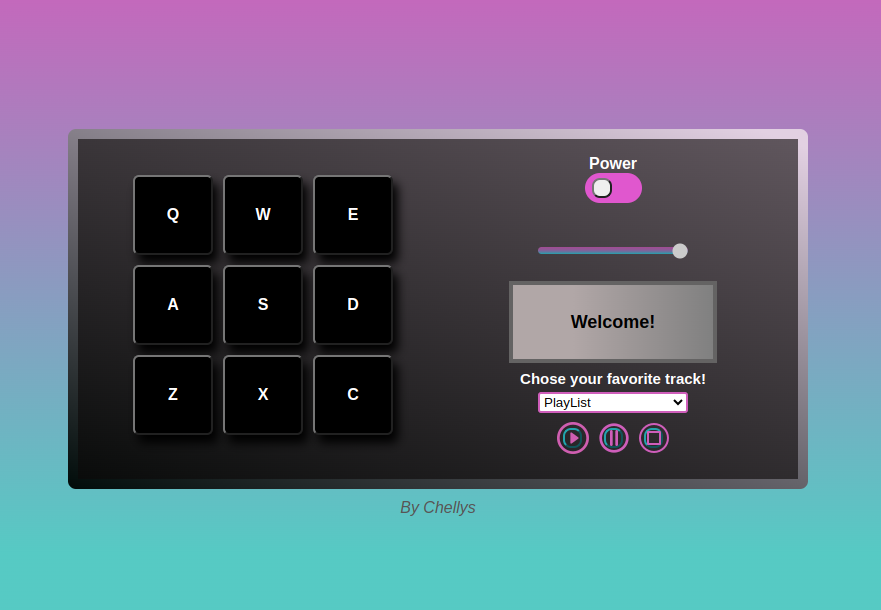 Q W E
A S D
Z X C
Power
Welcome!
Chose your favorite track!
PlayList
By Chellys